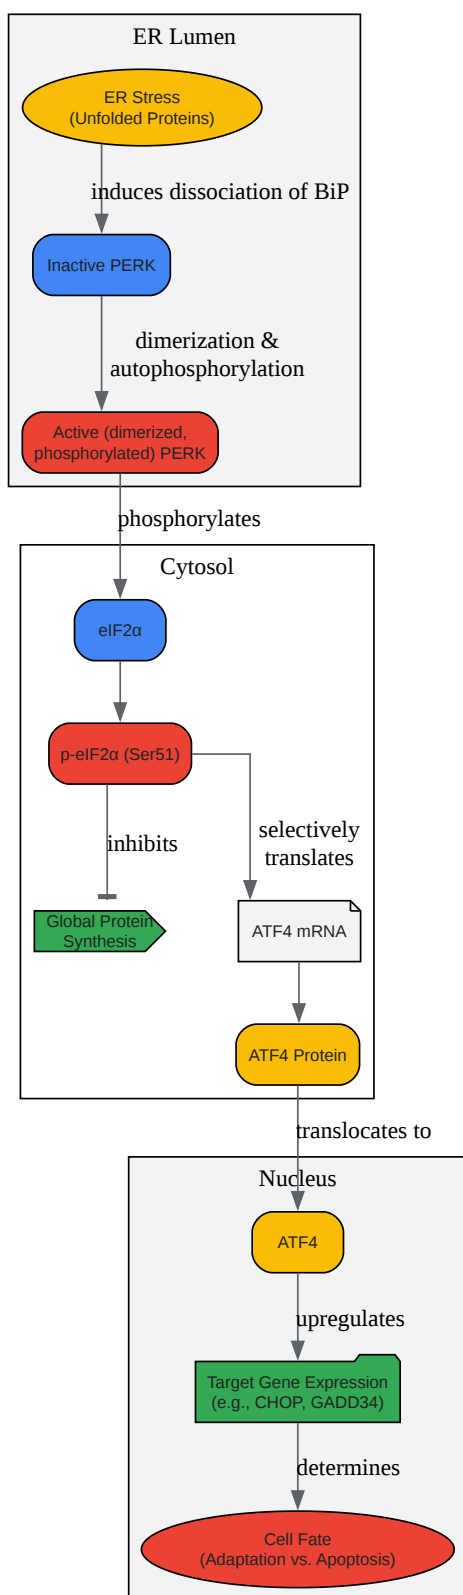 ER Lumen
ER Stress
(Unfolded Proteins)
induces dissociation of BiP
Inactive PERK
dimerization &
autophosphorylation
Active (dimerized,
phosphorylated) PERK
phosphorylates
Cytosol
eIF2α
p-eIF2α (Ser51)
inhibits
selectively
translates
Global Protein
Synthesis
ATF4 mRNA
ATF4 Protein
translocates to
Nucleus
ATF4
upregulates
Target Gene Expression
(e.g., CHOP, GADD34)
determines
Cell Fate
(Adaptation vs. Apoptosis)